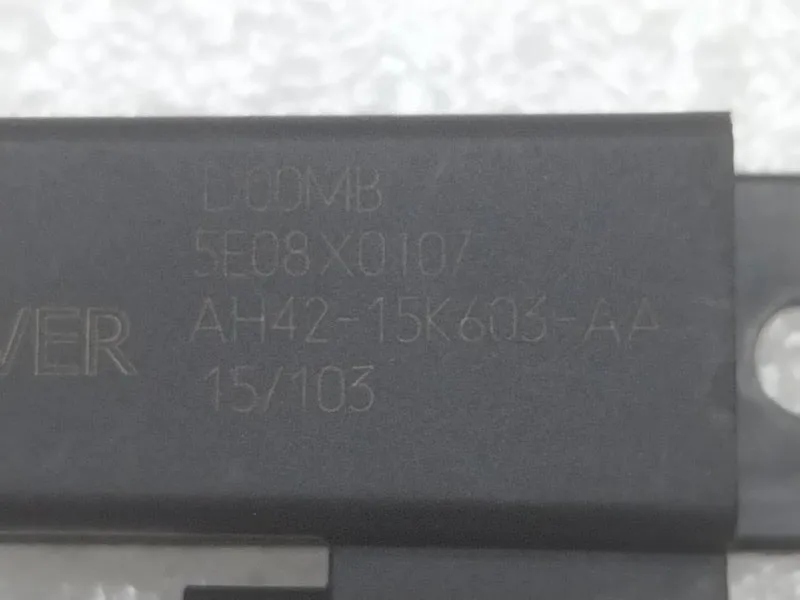 D00MB
5E08X0107
VER
AH42-15K603-AA
15/103